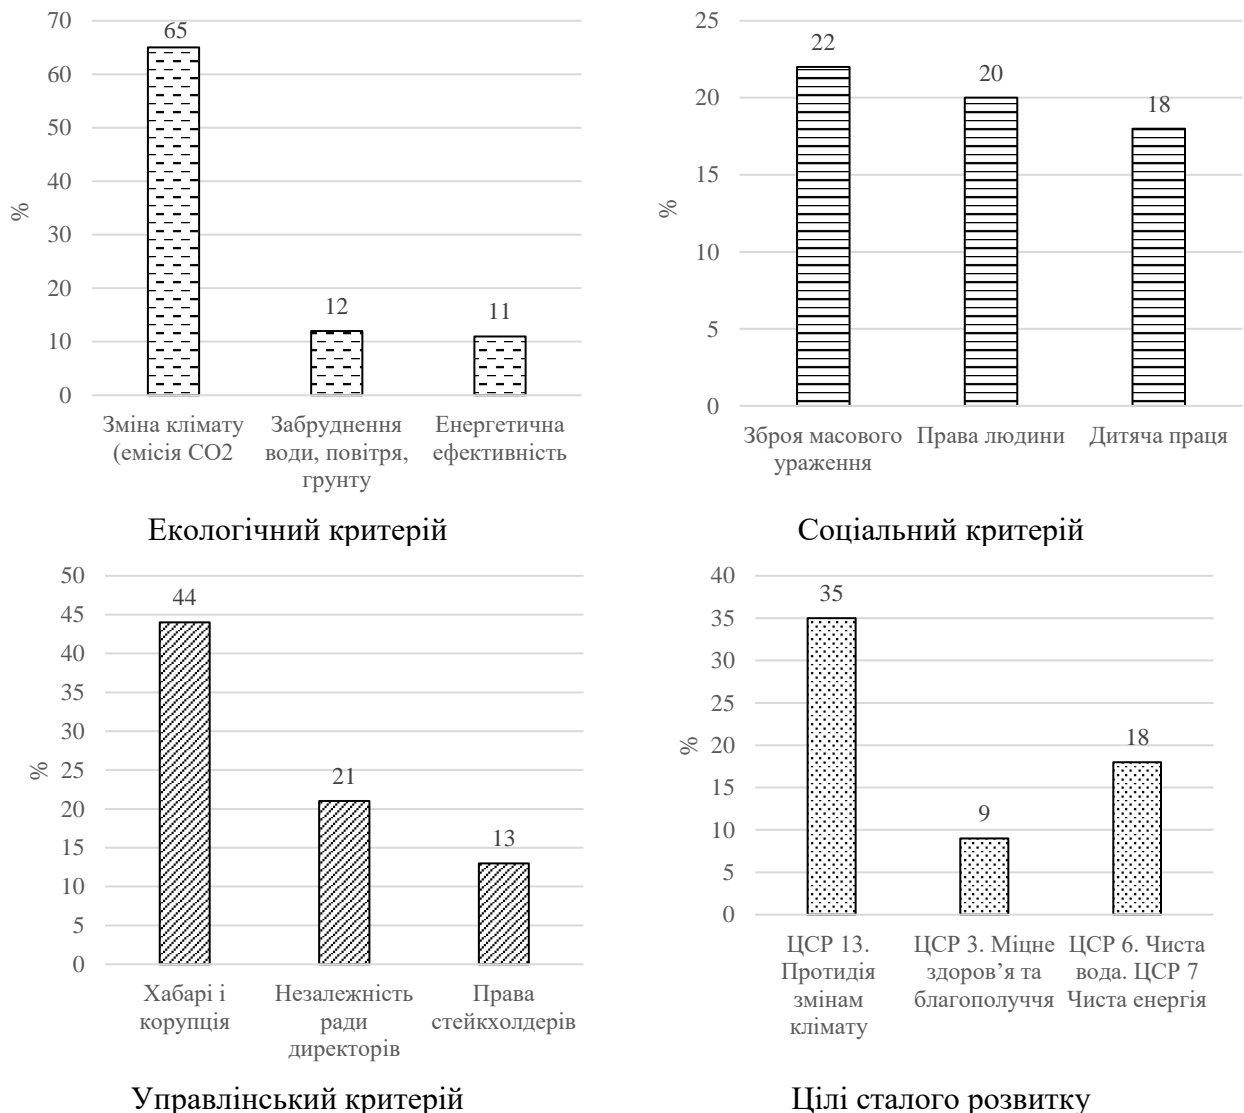 70
60
50
40
30
20
10
0
%
65
12
11
Зміна клімату
(емісія СО2
Забруднення
води, повітря,
грунту
Енергетична
ефективність
Екологічний критерій
25
20
15
10
5
0
%
22
20
18
Зброя масового
ураження
Права людини
Дитяча праця
Соціальний критерій
50
45
40
35
30
25
20
15
10
5
0
%
44
21
13
Хабарі і
корупція
Незалежність
ради
директорів
Права
стейкхолдерів
Управлінський критерій
40
35
30
25
20
15
10
5
0
%
35
9
18
ЦСР 13.
Протидія
змінам
клімату
ЦСР 3. Міцне
здоров’я та
благополуччя
ЦСР 6. Чиста
вода. ЦСР 7
Чиста енергія
Цілі сталого розвитку